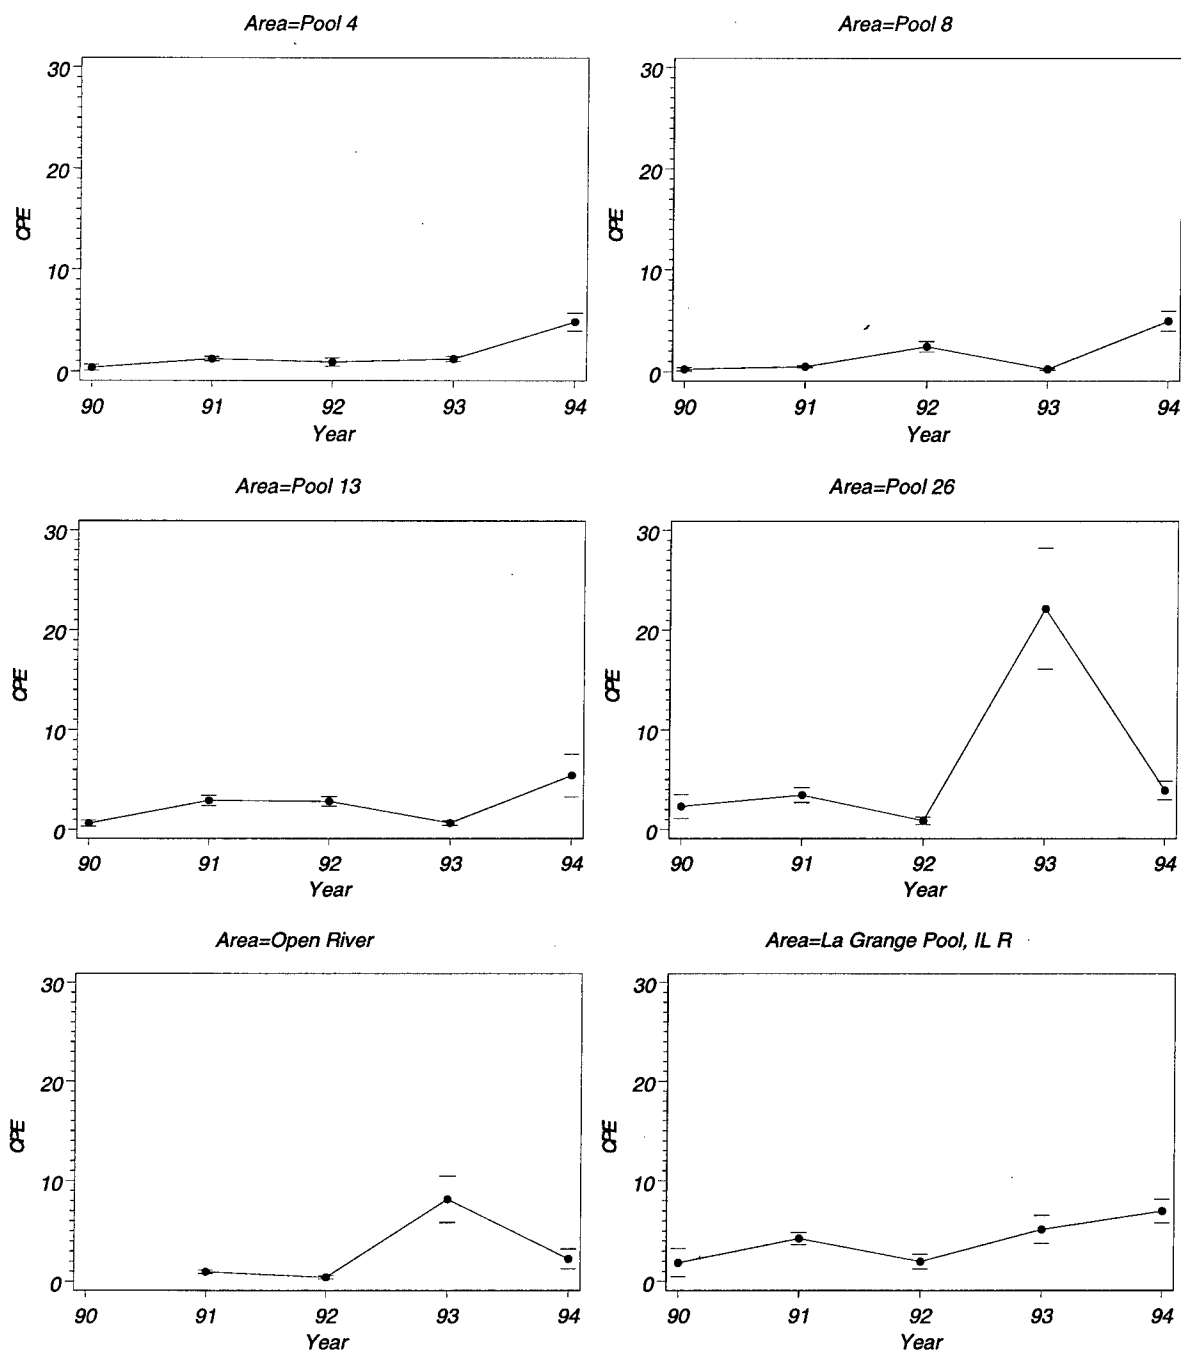 Area=Pool 4
30
20
10
0
CPE
90 91 92 93 94
Year
Area=Pool 8
30
20
10
0
CPE
90 91 92 93 94
Year
Area=Pool 13
30
20
10
0
CPE
90 91 92 93 94
Year
Area=Pool 26
30
20
10
0
CPE
90 91 92 93 94
Year
Area=Open River
30
20
10
0
CPE
90 91 92 93 94
Year
Area=La Grange Pool, IL R
30
20
10
0
CPE
90 91 92 93 94
Year